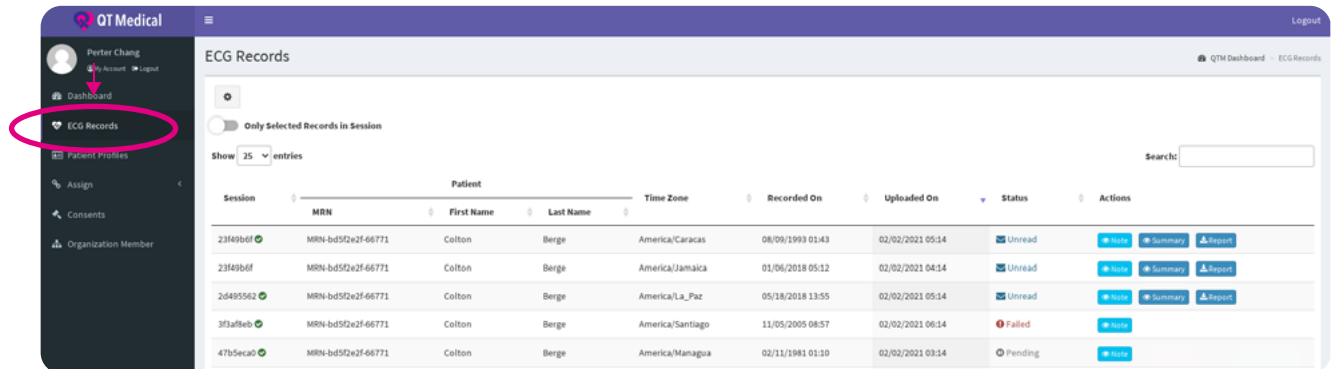 QT Medical
Logout
Perter Chang
My Account Logout
Dashboard
ECG Records
Patient Profiles
Assign
Consents
Organization Member
ECG Records
QTM Dashboard > ECG Records
Only Selected Records in Session
Show 25 entries
Search:
Session Patient Time Zone Recorded On Uploaded On Status Actions
MRN First Name Last Name
23f49b6f MRN-bd5f2e2f-66771 Colton Berge America/Caracas 08/09/1993 01:43 02/02/2021 05:14 Unread Note Summary Report
23f49b6f MRN-bd5f2e2f-66771 Colton Berge America/Jamaica 01/06/2018 05:12 02/02/2021 04:14 Unread Note Summary Report
2d495562 MRN-bd5f2e2f-66771 Colton Berge America/La_Paz 05/18/2018 13:55 02/02/2021 05:14 Unread Note Summary Report
3f3af8eb MRN-bd5f2e2f-66771 Colton Berge America/Santiago 11/05/2005 08:57 02/02/2021 06:14 Failed Note
47b5eca0 MRN-bd5f2e2f-66771 Colton Berge America/Managua 02/11/1981 01:10 02/02/2021 03:14 Pending Note